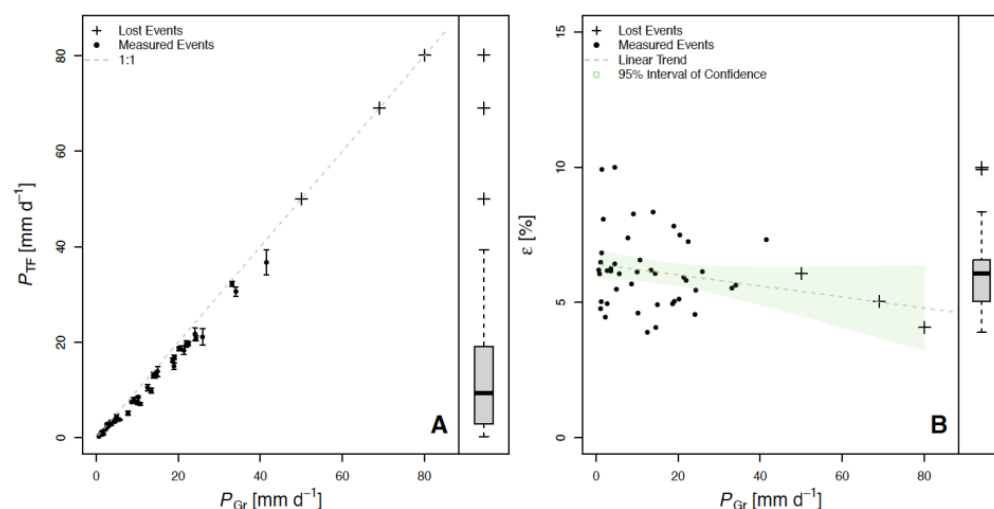 Lost Events
Measured Events
1:1
80
60
40
20
0
P_TF [mm d⁻¹]
A
0 20 40 60 80
P_Gr [mm d⁻¹]
Lost Events
Measured Events
Linear Trend
95% Interval of Confidence
15
10
5
0
ε [%]
B
0 20 40 60 80
P_Gr [mm d⁻¹]